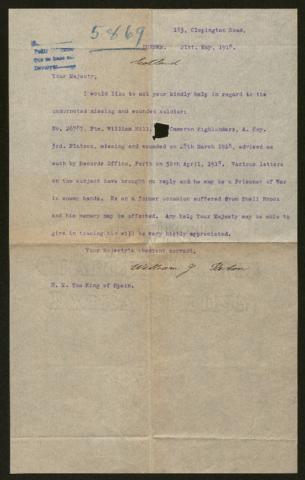 5869
183, Clepington Road,
DUNDEE. 21st. May, 1918.
Scotland
Your Majesty,
I would like to ask your kindly help in regard to the
undernoted missing and wounded soldier:
No. 26787. Pte. William Mill, Cameron Highlanders, A. Coy.
3rd. Platoon, missing and wounded on 28th March 1918, advised as
such by Records Office, Perth on 30th April, 1918. Various letters
on the subject have brought no reply and he may be a Prisoner of War
in enemy hands. He on a former occasion suffered from Shell Shock
and his memory may be affected. Any help Your Majesty may be able to
give in tracing him will be very highly appreciated.
Your Majesty's obedient servant,
William J.
H. M. The King of Spain.